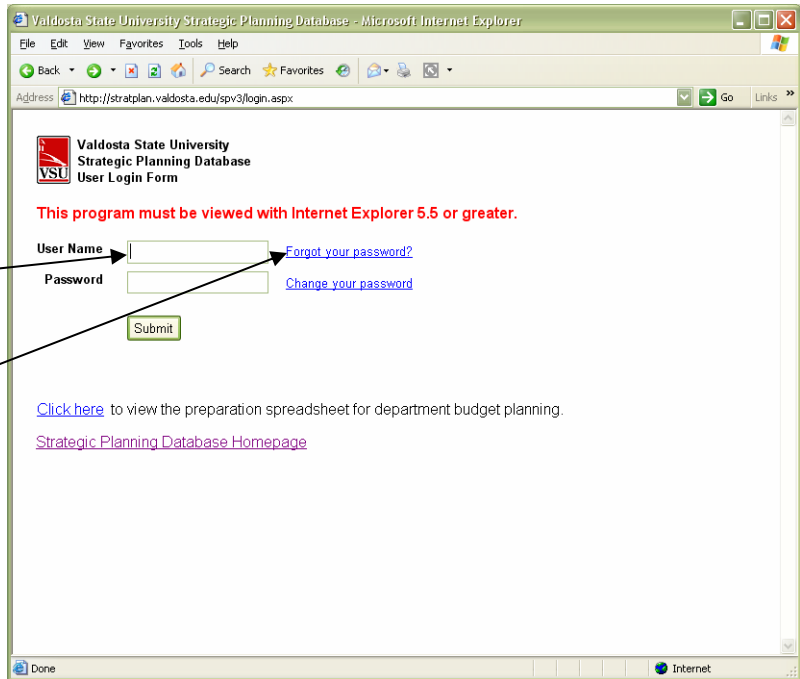 Valdosta State University Strategic Planning Database - Microsoft Internet Explorer
File Edit View Favorites Tools Help
Back Search Favorites
Address http://stratplan.valdosta.edu/spv3/login.aspx Go Links »
VSU
Valdosta State University
Strategic Planning Database
User Login Form
This program must be viewed with Internet Explorer 5.5 or greater.
User Name Forgot your password?
Password Change your password
Submit
Click here to view the preparation spreadsheet for department budget planning.
Strategic Planning Database Homepage
Done Internet